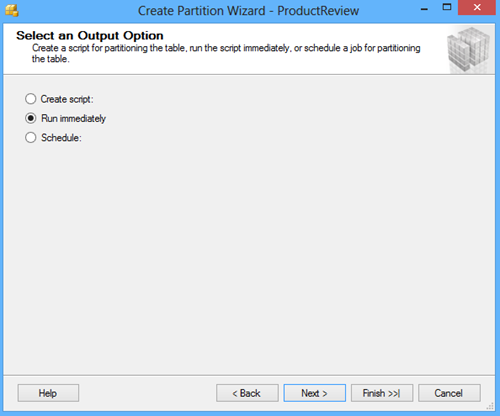 Create Partition Wizard - ProductReview
Select an Output Option
Create a script for partitioning the table, run the script immediately, or schedule a job for partitioning
the table.
Create script:
Run immediately
Schedule:
Help
< Back
Next >
Finish >>|
Cancel